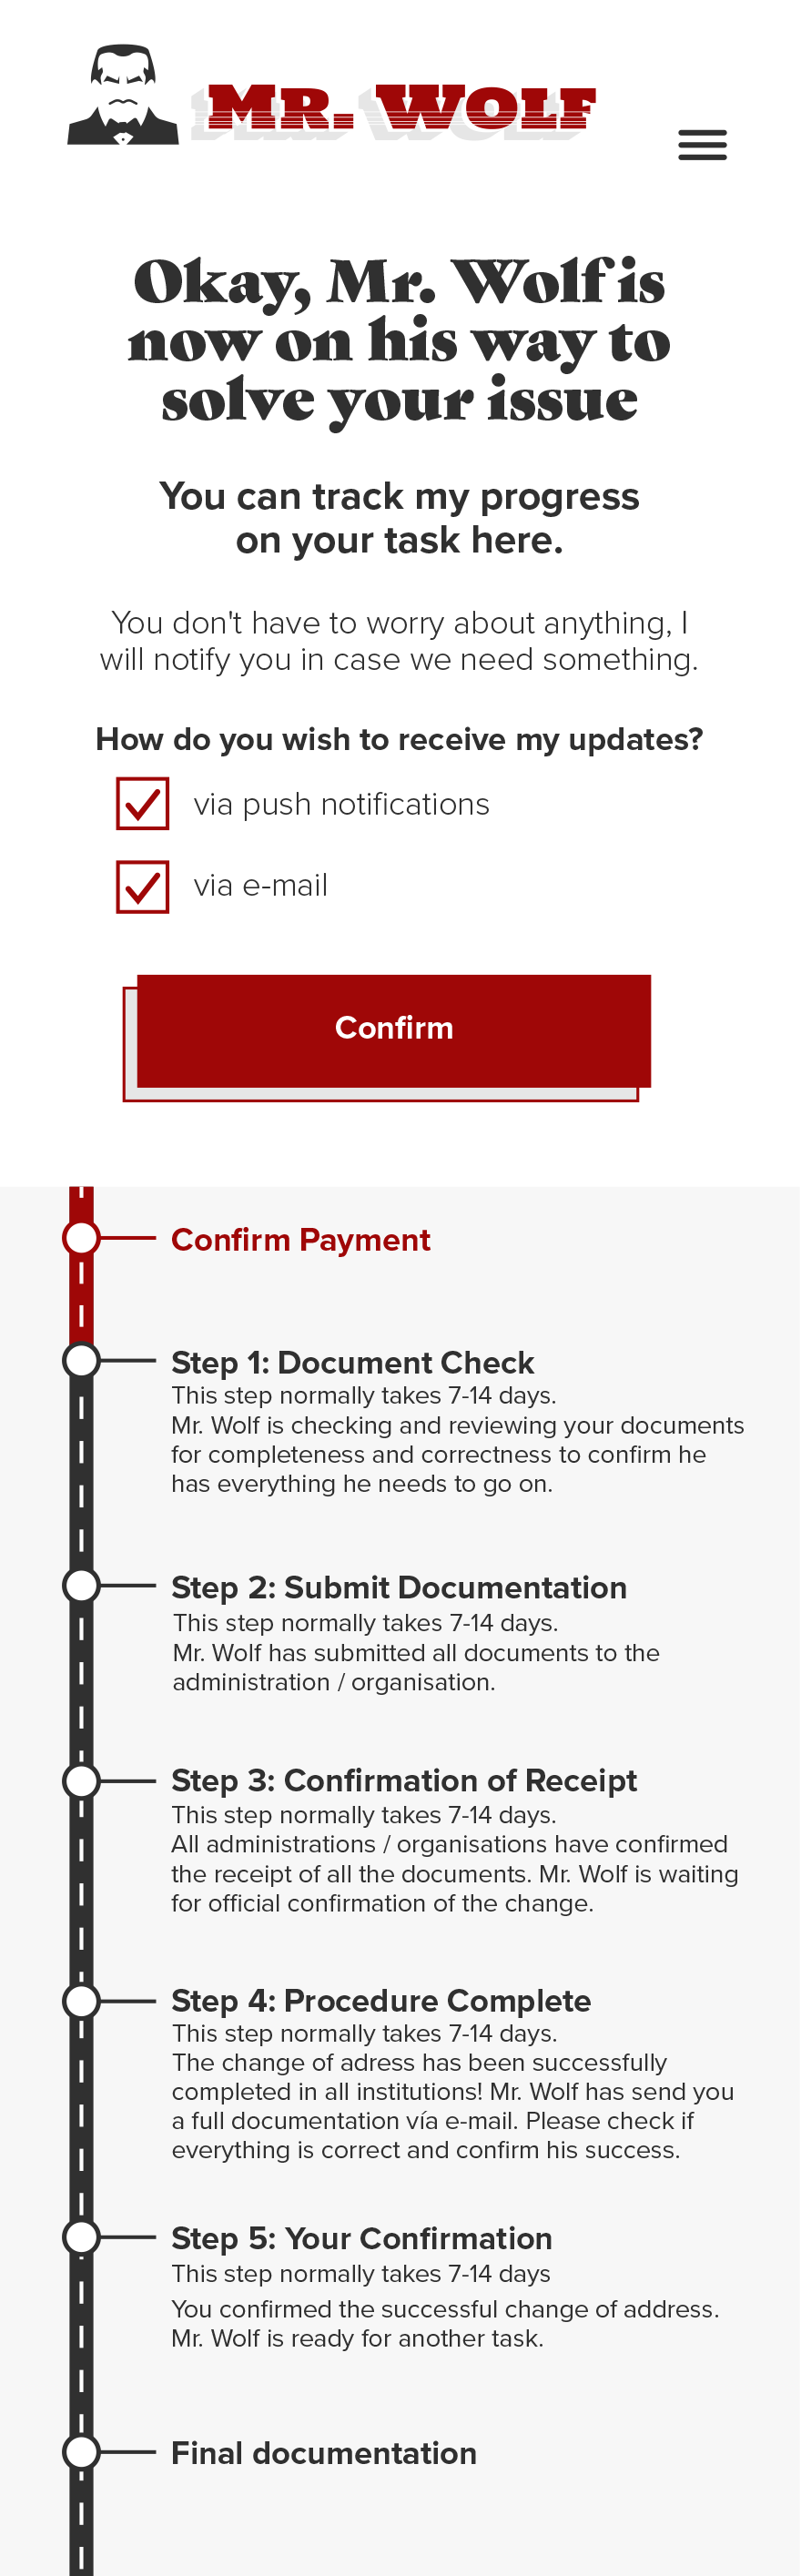 Mr. Wolf
Okay, Mr. Wolf is
now on his way to
solve your issue
You can track my progress
on your task here.
You don't have to worry about anything, I
will notify you in case we need something.
How do you wish to receive my updates?
via push notifications
via e-mail
Confirm
Confirm Payment
Step 1: Document Check
This step normally takes 7-14 days.
Mr. Wolf is checking and reviewing your documents
for completeness and correctness to confirm he
has everything he needs to go on.
Step 2: Submit Documentation
This step normally takes 7-14 days.
Mr. Wolf has submitted all documents to the
administration / organisation.
Step 3: Confirmation of Receipt
This step normally takes 7-14 days.
All administrations / organisations have confirmed
the receipt of all the documents. Mr. Wolf is waiting
for official confirmation of the change.
Step 4: Procedure Complete
This step normally takes 7-14 days.
The change of adress has been successfully
completed in all institutions! Mr. Wolf has send you
a full documentation vía e-mail. Please check if
everything is correct and confirm his success.
Step 5: Your Confirmation
This step normally takes 7-14 days
You confirmed the successful change of address.
Mr. Wolf is ready for another task.
Final documentation